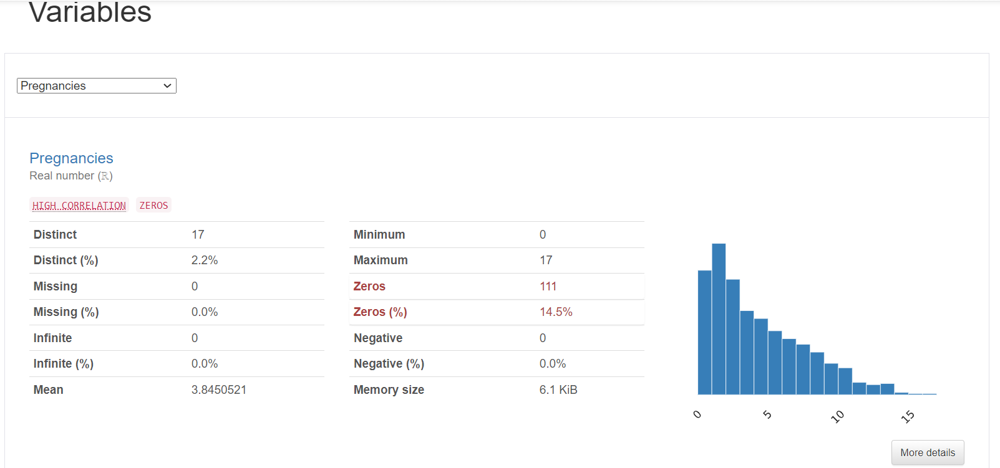 Variables
Pregnancies
Pregnancies
Real number (ℝ)
HIGH CORRELATION ZEROS
Distinct 17
Distinct (%) 2.2%
Missing 0
Missing (%) 0.0%
Infinite 0
Infinite (%) 0.0%
Mean 3.8450521
Minimum 0
Maximum 17
Zeros 111
Zeros (%) 14.5%
Negative 0
Negative (%) 0.0%
Memory size 6.1 KiB
0 5 10 15
More details